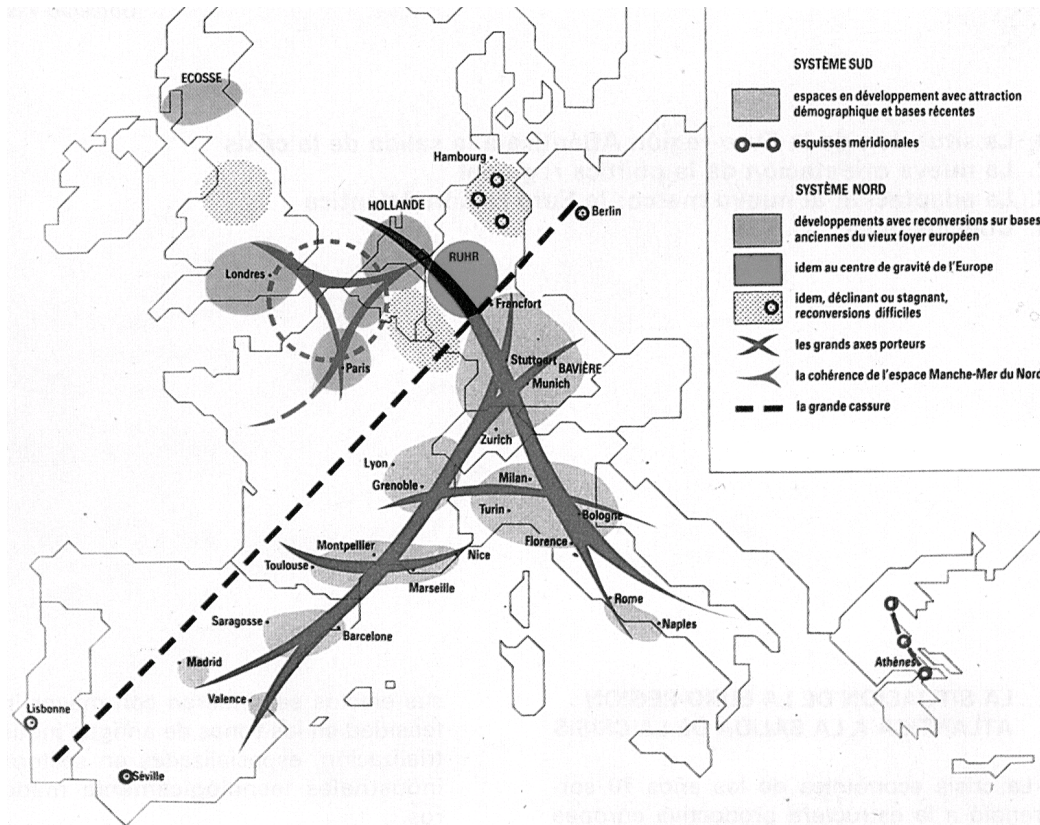 ECOSSE
Hambourg
HOLLANDE
Berlin
Londres
RUHR
Francfort
Paris
Stuttgart
BAVIÈRE
Munich
Zurich
Lyon
Grenoble
Milan
Turin
Bologne
Florence
Montpellier
Nice
Toulouse
Marseille
Rome
Saragosse
Naples
Barcelone
Madrid
Athènes
Valence
Lisbonne
Séville
SYSTÈME SUD
espaces en développement avec attraction
démographique et bases récentes
esquisses méridionales
SYSTÈME NORD
développements avec reconversions sur bases
anciennes du vieux foyer européen
idem au centre de gravité de l'Europe
idem, déclinant ou stagnant,
reconversions difficiles
les grands axes porteurs
la cohérence de l'espace Manche-Mer du Nord
la grande cassure